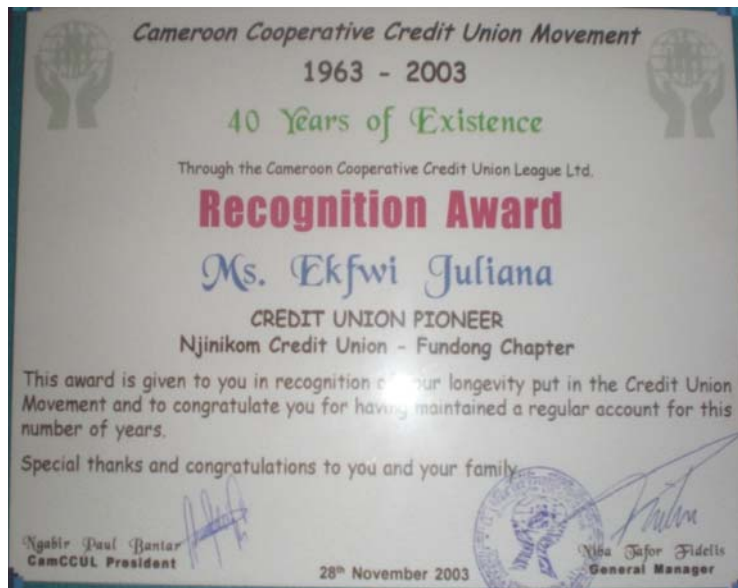 Cameroon Cooperative Credit Union Movement
1963 - 2003
40 Years of Existence
Through the Cameroon Cooperative Credit Union League Ltd.
Recognition Award
Ms. Ekfwi Juliana
CREDIT UNION PIONEER
Njinikom Credit Union - Fundong Chapter
This award is given to you in recognition of your longevity put in the Credit Union
Movement and to congratulate you for having maintained a regular account for this
number of years.
Special thanks and congratulations to you and your family
Ngabir Paul Bantar
CamCCUL President
28th November 2003
Niba Tafor Fidelis
General Manager